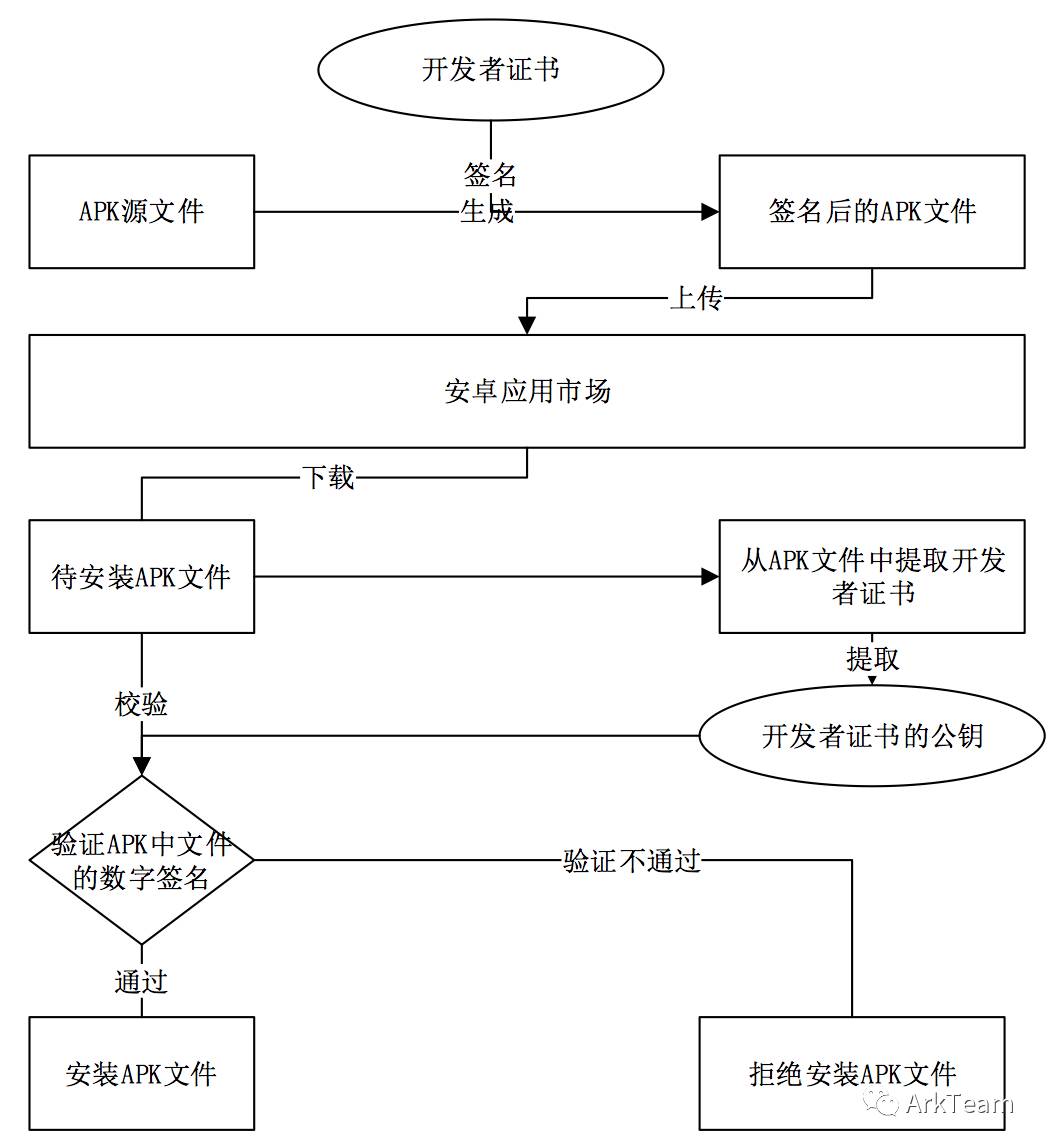 开发者证书
签名
APK源文件
生成
签名后的APK文件
上传
安卓应用市场
下载
待安装APK文件
从APK文件中提取开发
者证书
提取
校验
开发者证书的公钥
验证APK中文件
的数字签名
验证不通过
通过
安装APK文件
拒绝安装APK文件
ArkTeam